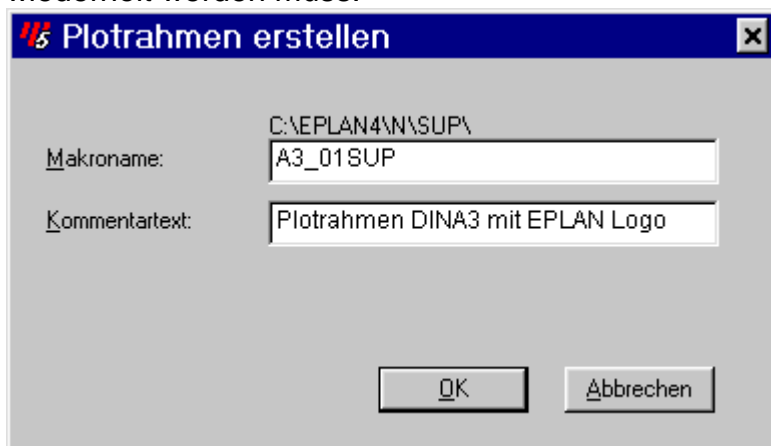 Plotrahmen erstellen
C:\EPLAN4\N\SUP\
Makroname: A3_01SUP
Kommentartext: Plotrahmen DINA3 mit EPLAN Logo
OK Abbrechen